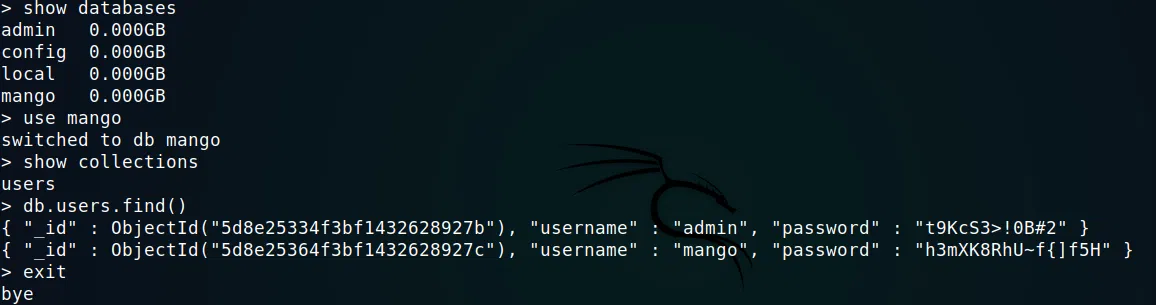 > show databases
admin   0.000GB
config  0.000GB
local   0.000GB
mango   0.000GB
> use mango
switched to db mango
> show collections
users
> db.users.find()
{ "_id" : ObjectId("5d8e25334f3bf1432628927b"), "username" : "admin", "password" : "t9KcS3>!0B#2" }
{ "_id" : ObjectId("5d8e25364f3bf1432628927c"), "username" : "mango", "password" : "h3mXK8RhU~f{]f5H" }
> exit
bye